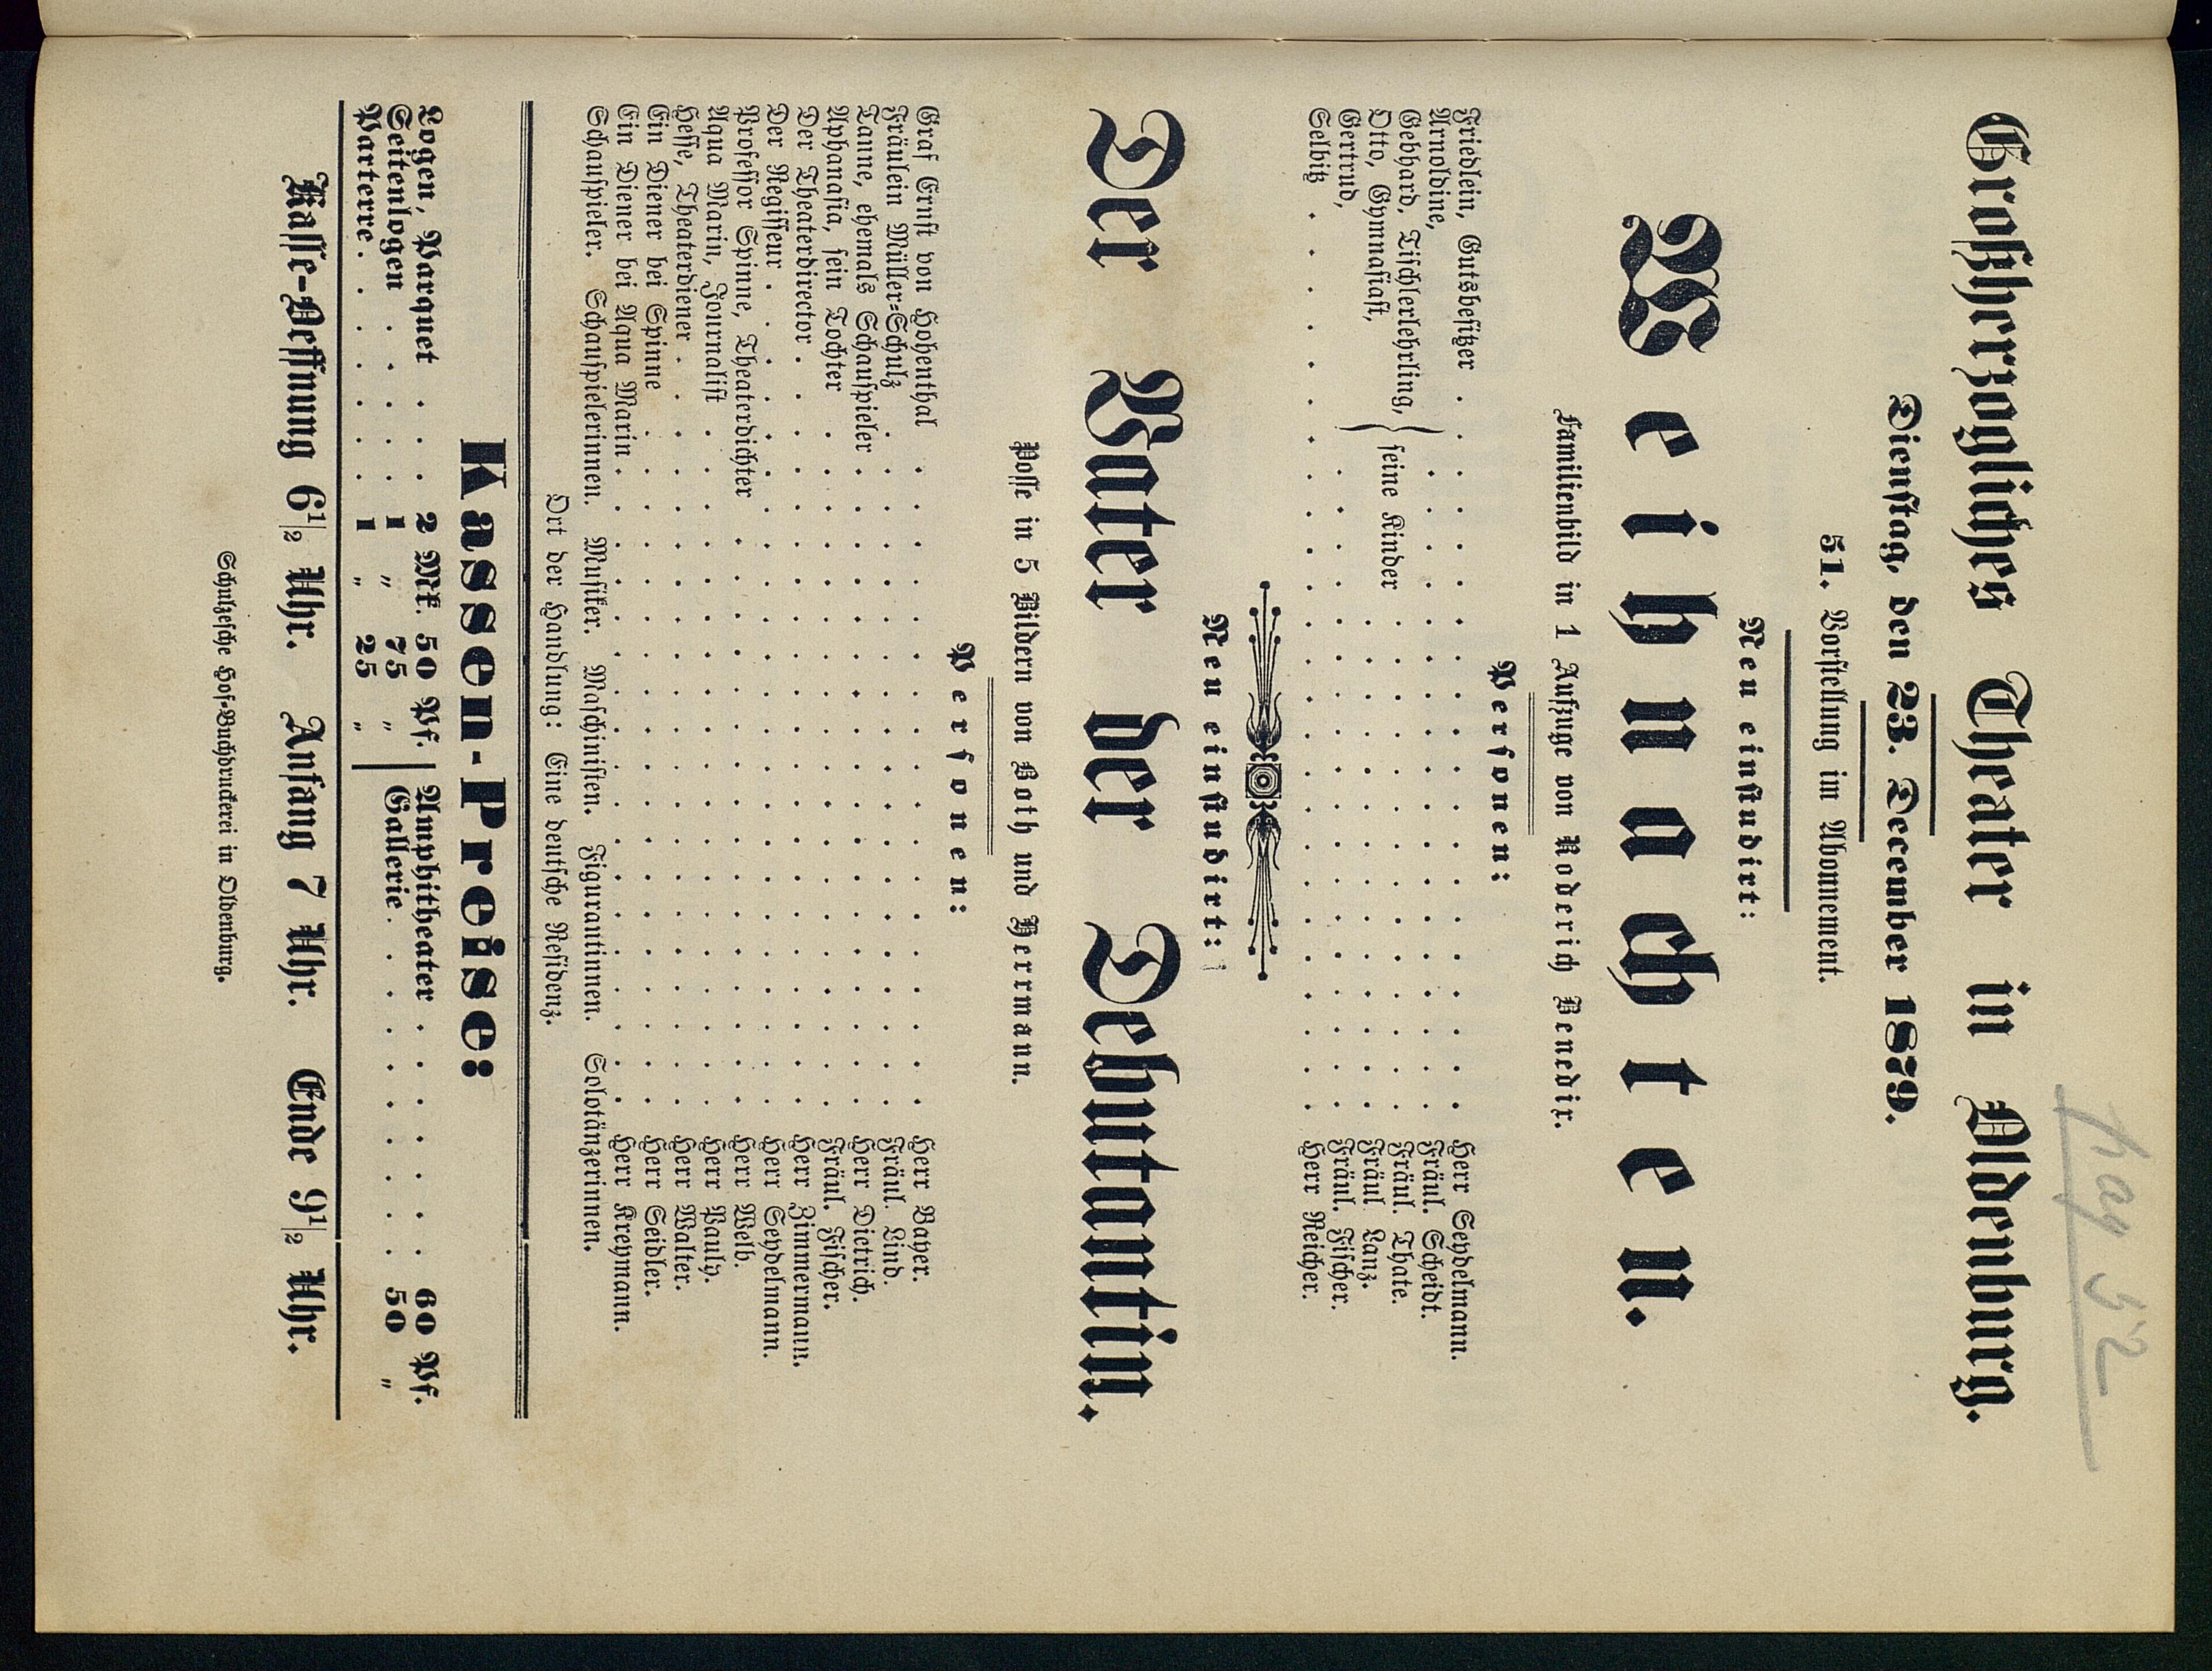 pag 52
Großherzogliches Theater in Oldenburg.
Dienstag, den 23. December 1879.
51. Vorstellung im Abonnement.
Neu einstudirt:
Weihnachten.
Familienbild in 1 Aufzuge von Roderich Benedix.
Personen:
Friedlein, Gutsbesitzer . . . . . . . . . . Herr Seydelmann.
Arnoldine, . . . . . . . . . . Fräul. Scheidt.
Gebhard, Tischlerlehrling, } seine Kinder . . . . . . . . . . Fräul. Thate.
Otto, Gymnasiast, . . . . . . . . . . Fräul. Lanz.
Gertrud, . . . . . . . . . . Fräul. Fischer.
Selbitz . . . . . . . . . . Herr Reicher.
Neu einstudirt:
Der Vater der Debutantin.
Posse in 5 Bildern von Both und Herrmann.
Personen:
Graf Ernst von Hohenthal . . . . . . . . . . Herr Bayer.
Fräulein Müller=Schulz . . . . . . . . . . Fräul. Lind.
Tanne, ehemals Schauspieler . . . . . . . . . . Herr Dietrich.
Aphanasia, sein Tochter . . . . . . . . . . Fräul. Fischer.
Der Theaterdirector . . . . . . . . . . Herr Zimmermann.
Der Regisseur . . . . . . . . . . Herr Seydelmann.
Professor Spinne, Theaterdichter . . . . . . . . . . Herr Welb.
Aqua Marin, Journalist . . . . . . . . . . Herr Pauly.
Hesse, Theaterdiener . . . . . . . . . . Herr Walter.
Ein Diener bei Spinne . . . . . . . . . . Herr Seidler.
Ein Diener bei Aqua Marin . . . . . . . . . . Herr Kreymann.
Schauspieler. Schauspielerinnen. Musiker. Maschinisten. Figurantinnen. Solotänzerinnen.
Ort der Handlung: Eine deutsche Residenz.
Kassen-Preise:
Logen, Parquet . . . 2 Mk. 50 Pf. | Amphitheater . . . . . . . 60 Pf.
Seitenlogen . . . . 1 „ 75 „ | Gallerie . . . . . . . . . 50 „
Parterre . . . . . 1 „ 25 „
Kasse-Oeffnung 6½ Uhr. Anfang 7 Uhr. Ende 9½ Uhr.
Schulzesche Hof-Buchdruckerei in Oldenburg.